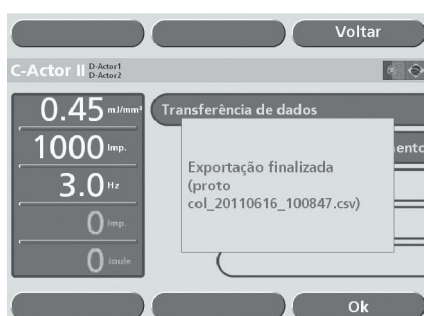 Voltar
C-Actor II D-Actor1
D-Actor2
0.45 mJ/mm²
1000 Imp.
3.0 Hz
0 Imp.
0 Joule
Transferência de dados
ento
Exportação finalizada
(proto
col_20110616_100847.csv)
Ok